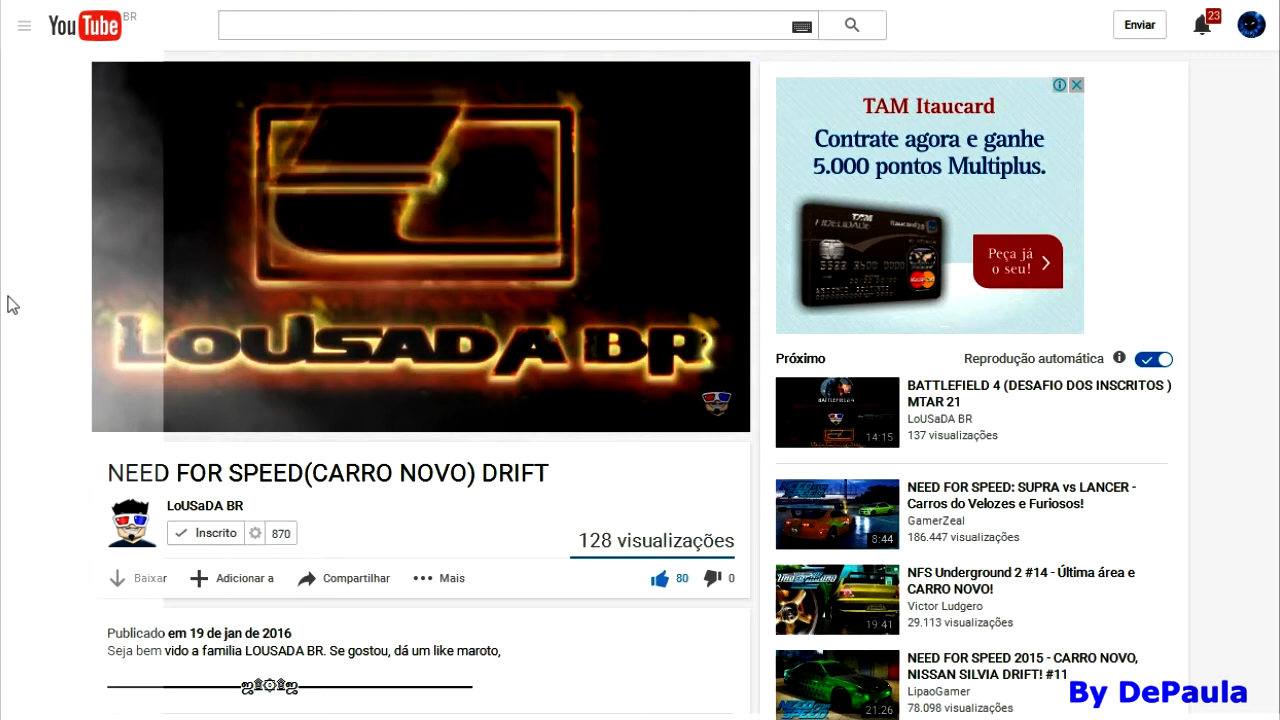 YouTube BR
Enviar
23
LOUSADA BR
TAM Itaucard
Contrate agora e ganhe
5.000 pontos Multiplus.
Peça já
o seu!
Próximo
Reprodução automática
BATTLEFIELD 4 (DESAFIO DOS INSCRITOS )
MTAR 21
LoUSaDA BR
137 visualizações
14:15
NEED FOR SPEED: SUPRA vs LANCER -
Carros do Velozes e Furiosos!
GamerZeal
186.447 visualizações
8:44
NFS Underground 2 #14 - Última área e
CARRO NOVO!
Victor Ludgero
29.113 visualizações
19:41
NEED FOR SPEED 2015 - CARRO NOVO,
NISSAN SILVIA DRIFT! #11
LipaoGamer
78.098 visualizações
21:26
NEED FOR SPEED(CARRO NOVO) DRIFT
LoUSaDA BR
Inscrito 870
128 visualizações
Baixar Adicionar a Compartilhar Mais 80 0
Publicado em 19 de jan de 2016
Seja bem vido a familia LOUSADA BR. Se gostou, dá um like maroto,
By DePaula